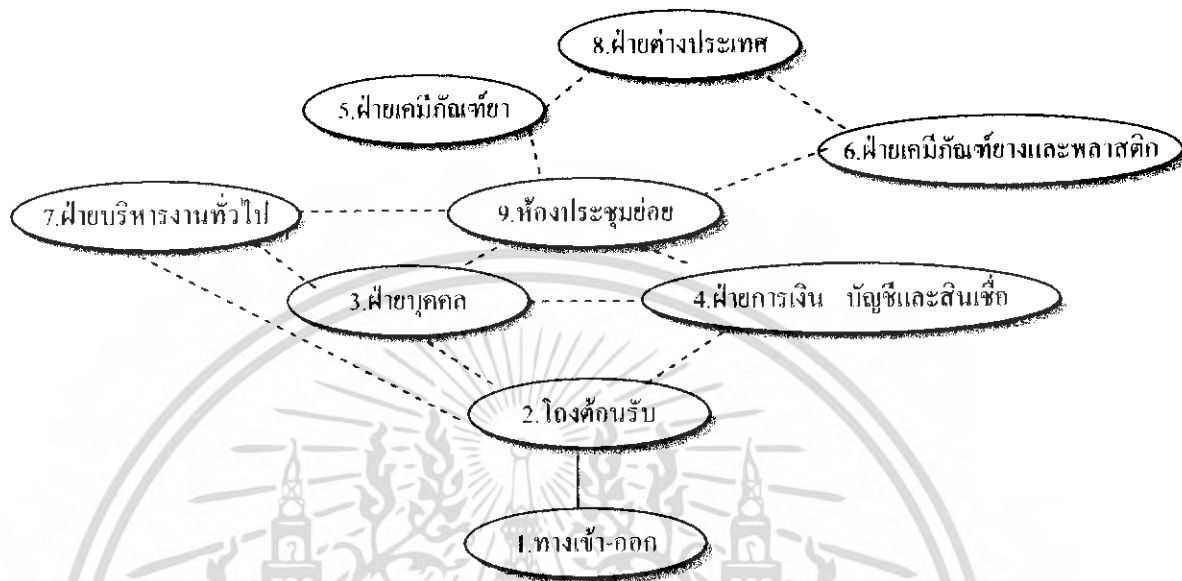 8.ฝ่ายต่างประเทศ
5.ฝ่ายเคมีภัณฑ์ยา
6.ฝ่ายเคมีภัณฑ์ยางและพลาสติก
7.ฝ่ายบริหารงานทั่วไป
9.ห้องประชุมย่อย
3.ฝ่ายบุคคล
4.ฝ่ายการเงิน บัญชีและสินเชื่อ
2.โถงต้อนรับ
1.ทางเข้า-ออก